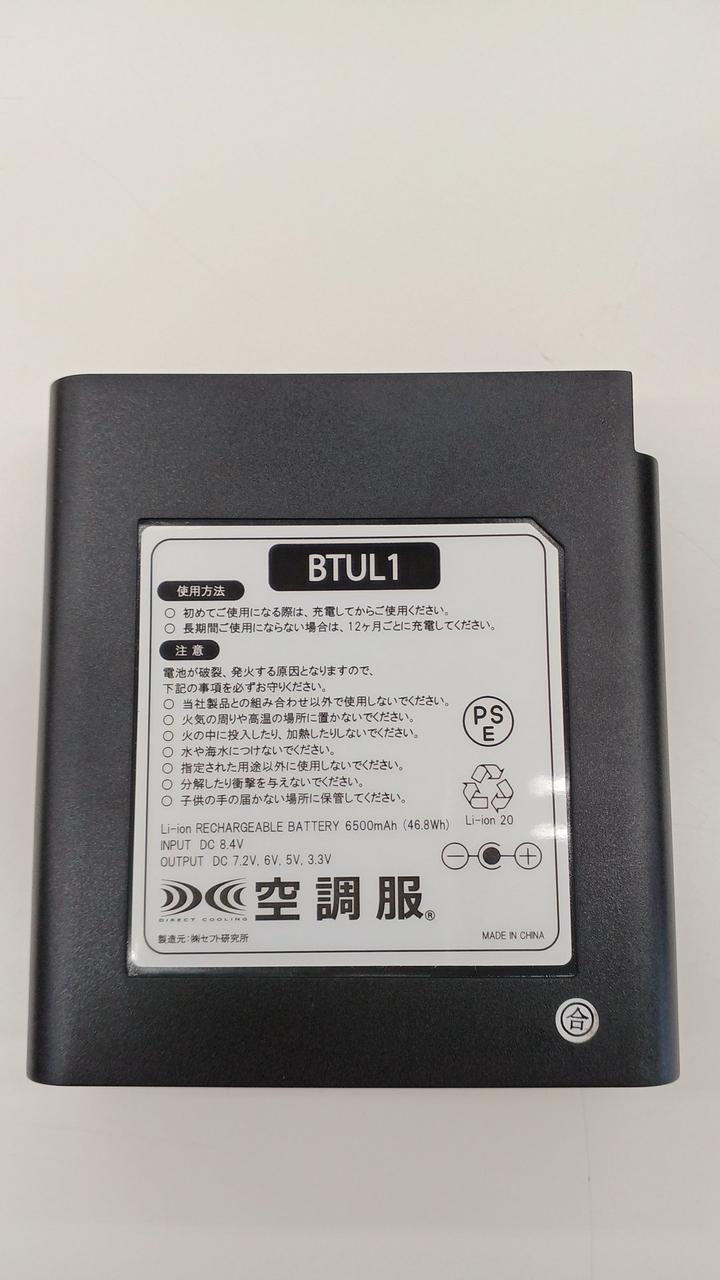 BTUL1
使用方法
○ 初めてご使用になる際は、充電してからご使用ください。
○ 長期間ご使用にならない場合は、12ヶ月ごとに充電してください。
注意
電池が破裂、発火する原因となりますので、
下記の事項を必ずお守りください。
○ 当社製品との組み合わせ以外で使用しないでください。
○ 火気の周りや高温の場所に置かないでください。
○ 火の中に投入したり、加熱したりしないでください。
○ 水や海水につけないでください。
○ 指定された用途以外に使用しないでください。
○ 分解したり衝撃を与えないでください。
○ 子供の手の届かない場所に保管してください。
PS
E
Li-ion 20
Li-ion RECHARGEABLE BATTERY 6500mAh (46.8Wh)
INPUT DC 8.4V
OUTPUT DC 7.2V, 6V, 5V, 3.3V
空調服®
DIRECT COOLING
製造元:㈱セフト研究所
MADE IN CHINA
合